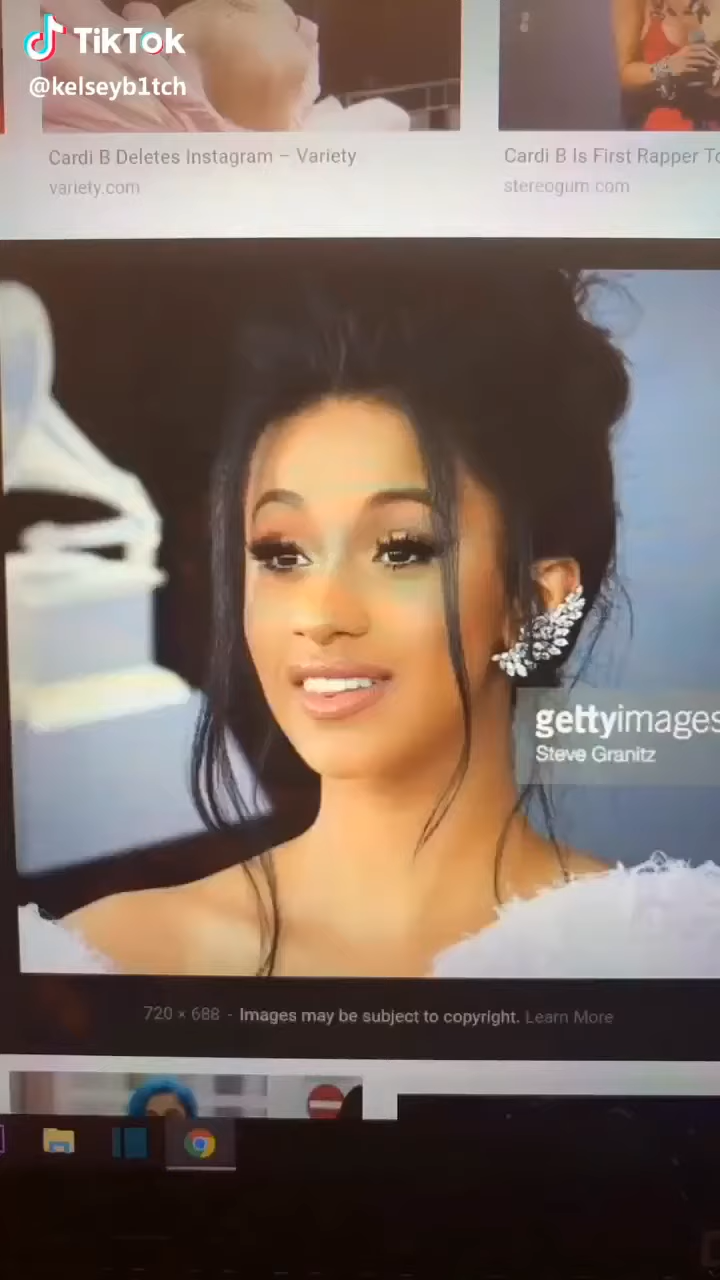 TikTok
@kelseyb1tch
Cardi B Deletes Instagram – Variety
variety.com
Cardi B Is First Rapper To
stereogum.com
gettyimages
Steve Granitz
720 × 688 - Images may be subject to copyright. Learn More